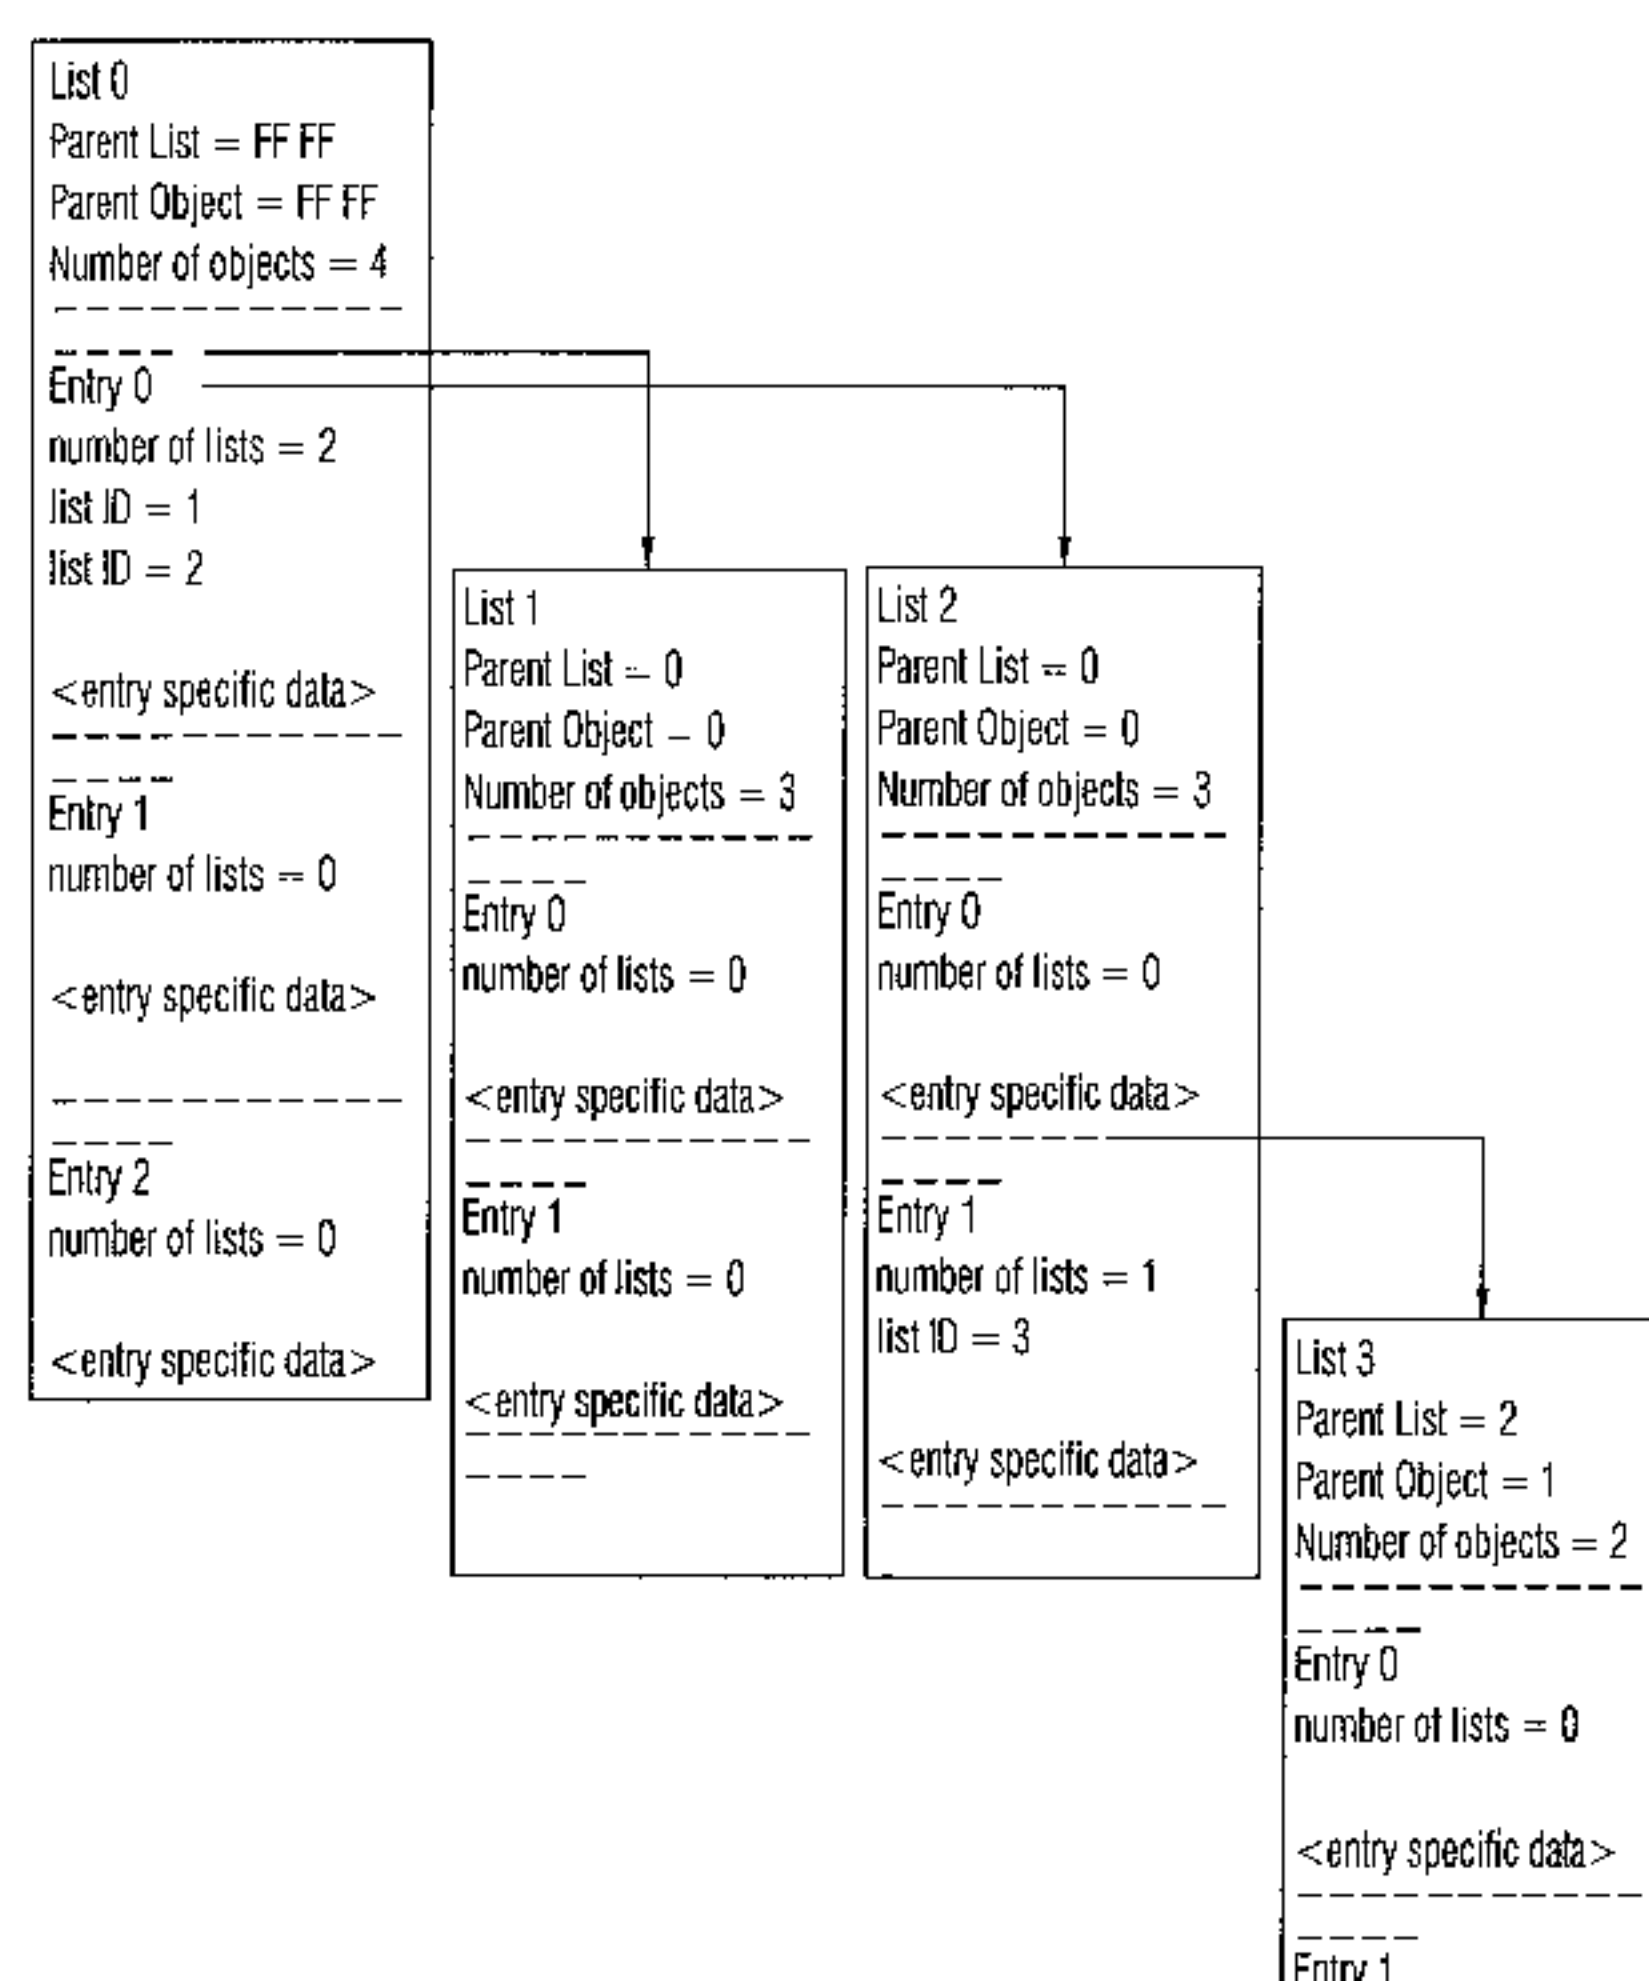 List 0
Parent List = FF FF
Parent Object = FF FF
Number of objects = 4
Entry 0
number of lists = 2
list ID = 1
list ID = 2
<entry specific data>
Entry 1
number of lists = 0
<entry specific data>
Entry 2
number of lists = 0
<entry specific data>
List 1
Parent List = 0
Parent Object = 0
Number of objects = 3
Entry 0
number of lists = 0
<entry specific data>
Entry 1
number of lists = 0
<entry specific data>
List 2
Parent List = 0
Parent Object = 0
Number of objects = 3
Entry 0
number of lists = 0
<entry specific data>
Entry 1
number of lists = 1
list ID = 3
<entry specific data>
List 3
Parent List = 2
Parent Object = 1
Number of objects = 2
Entry 0
number of lists = 0
<entry specific data>
Entry 1